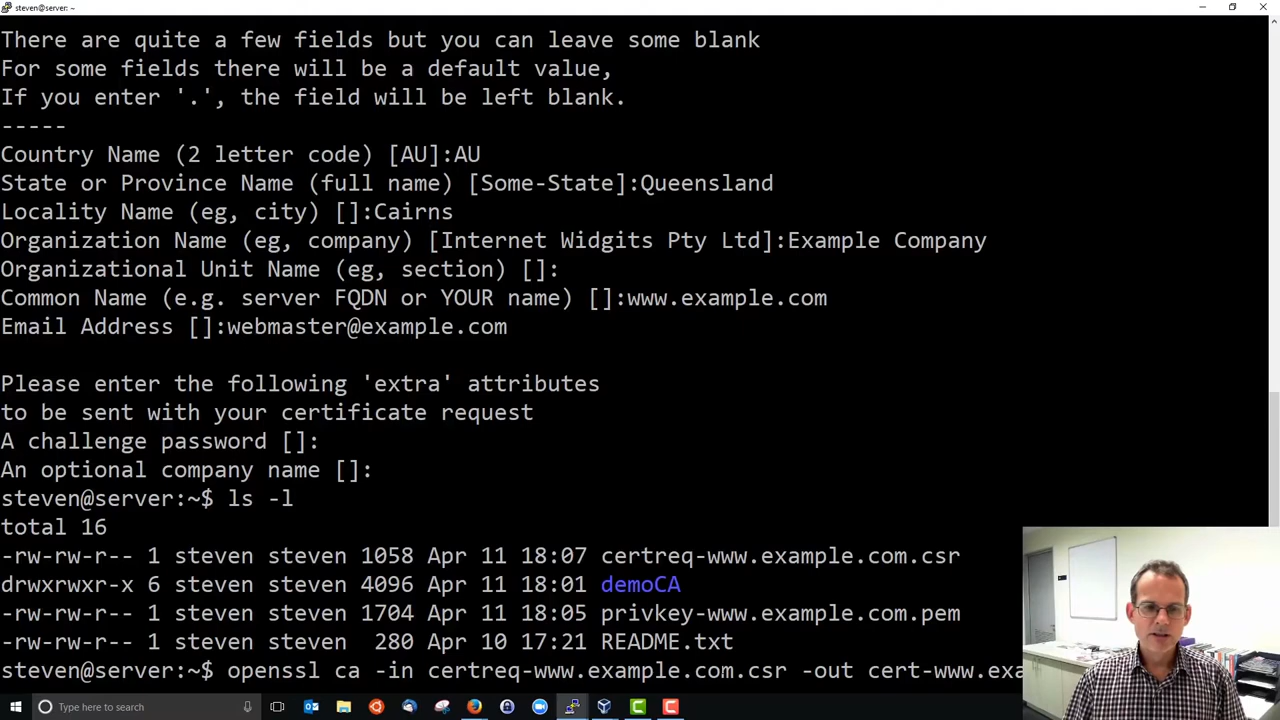 steven@server: ~
There are quite a few fields but you can leave some blank
For some fields there will be a default value,
If you enter '.', the field will be left blank.
-----
Country Name (2 letter code) [AU]:AU
State or Province Name (full name) [Some-State]:Queensland
Locality Name (eg, city) []:Cairns
Organization Name (eg, company) [Internet Widgits Pty Ltd]:Example Company
Organizational Unit Name (eg, section) []:
Common Name (e.g. server FQDN or YOUR name) []:www.example.com
Email Address []:webmaster@example.com
Please enter the following 'extra' attributes
to be sent with your certificate request
A challenge password []:
An optional company name []:
steven@server:~$ ls -l
total 16
-rw-rw-r-- 1 steven steven 1058 Apr 11 18:07 certreq-www.example.com.csr
drwxrwxr-x 6 steven steven 4096 Apr 11 18:01 demoCA
-rw-rw-r-- 1 steven steven 1704 Apr 11 18:05 privkey-www.example.com.pem
-rw-rw-r-- 1 steven steven  280 Apr 10 17:21 README.txt
steven@server:~$ openssl ca -in certreq-www.example.com.csr -out cert-www.exa
Type here to search